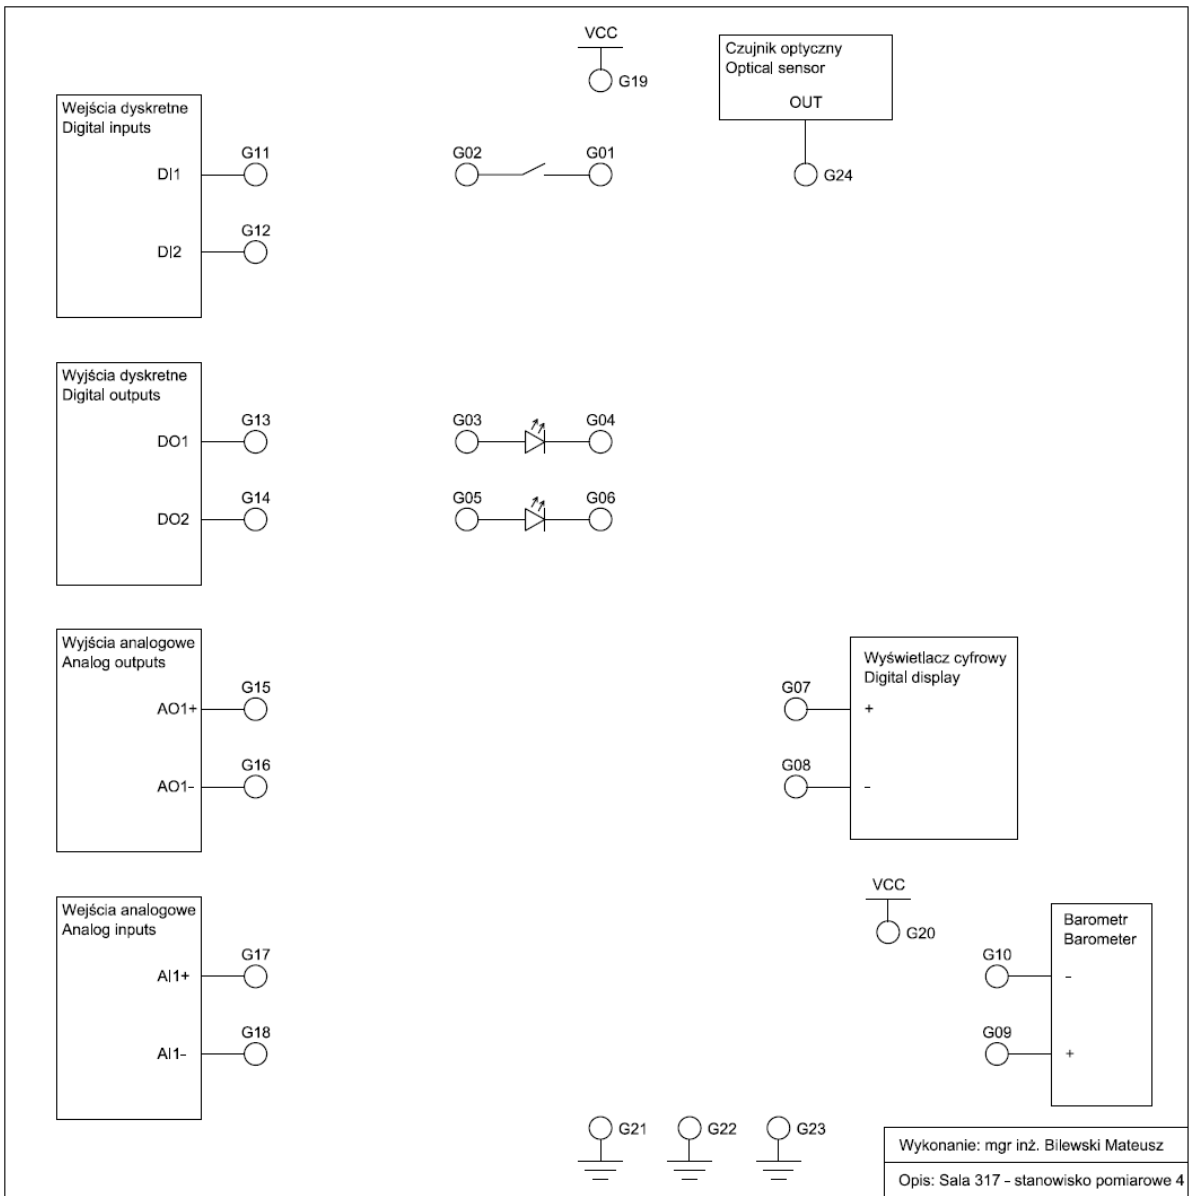 VCC
G19
Czujnik optyczny
Optical sensor
OUT
G24
Wejścia dyskretne
Digital inputs
DI1
G11
DI2
G12
G02
G01
Wyjścia dyskretne
Digital outputs
DO1
G13
DO2
G14
G03
G04
G05
G06
Wyjścia analogowe
Analog outputs
AO1+
G15
AO1-
G16
Wyświetlacz cyfrowy
Digital display
G07
+
G08
-
Wejścia analogowe
Analog inputs
AI1+
G17
AI1-
G18
VCC
G20
Barometr
Barometer
G10
-
G09
+
G21
G22
G23
Wykonanie: mgr inż. Bilewski Mateusz
Opis: Sala 317 - stanowisko pomiarowe 4